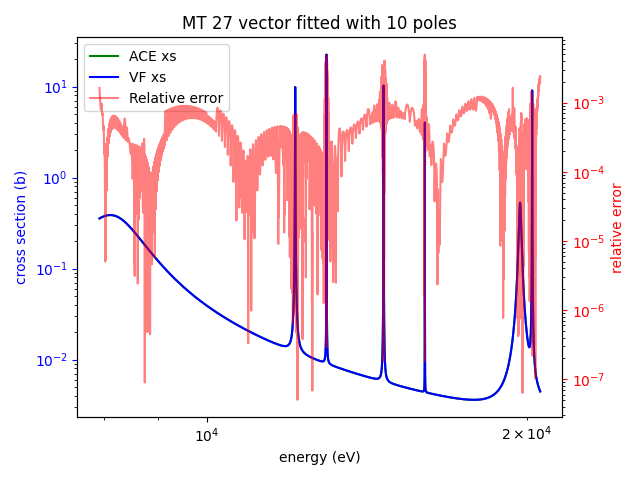 MT 27 vector fitted with 10 poles
ACE xs
VF xs
Relative error
cross section (b)
10¹
10⁰
10⁻¹
10⁻²
10⁻³
10⁻⁴
10⁻⁵
10⁻⁶
10⁻⁷
relative error
10⁴
2 × 10⁴
energy (eV)